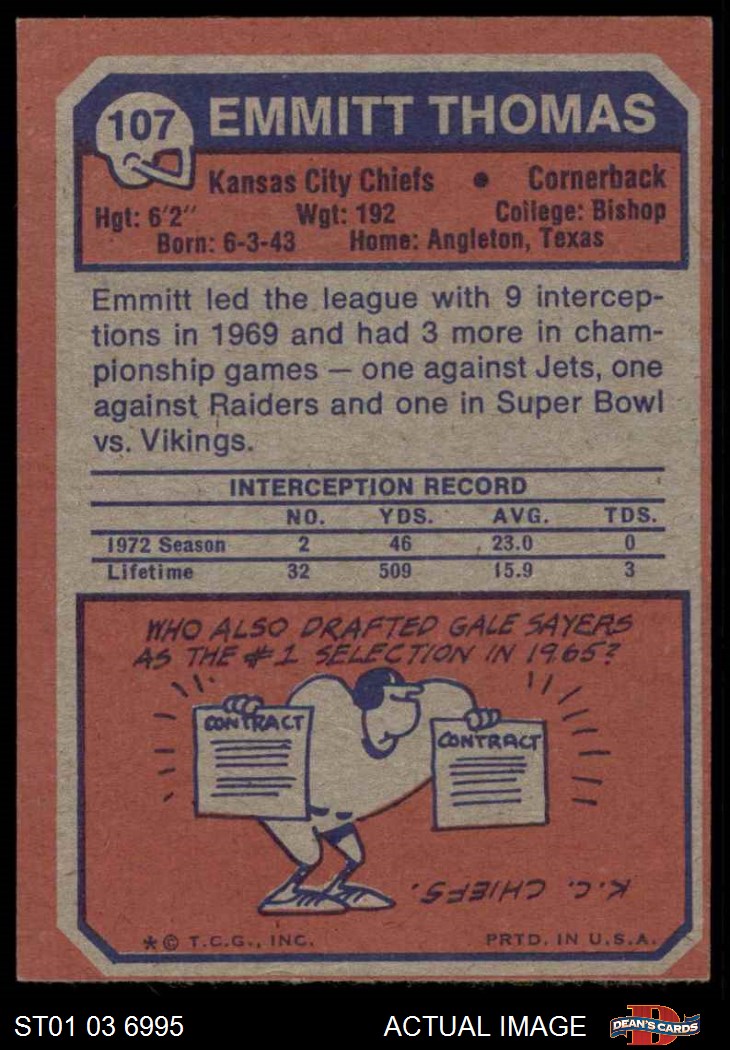 107
EMMITT THOMAS
Kansas City Chiefs • Cornerback
Hgt: 6'2" Wgt: 192 College: Bishop
Born: 6-3-43 Home: Angleton, Texas
Emmitt led the league with 9 intercep-
tions in 1969 and had 3 more in cham-
pionship games — one against Jets, one
against Raiders and one in Super Bowl
vs. Vikings.
INTERCEPTION RECORD
NO. YDS. AVG. TDS.
1972 Season 2 46 23.0 0
Lifetime 32 509 15.9 3
WHO ALSO DRAFTED GALE SAYERS
AS THE #1 SELECTION IN 1965?
CONTRACT
CONTRACT
K.C. CHIEFS.
*© T.C.G., INC. PRTD. IN U.S.A.
ST01 03 6995 ACTUAL IMAGE
D
DEAN'S CARDS